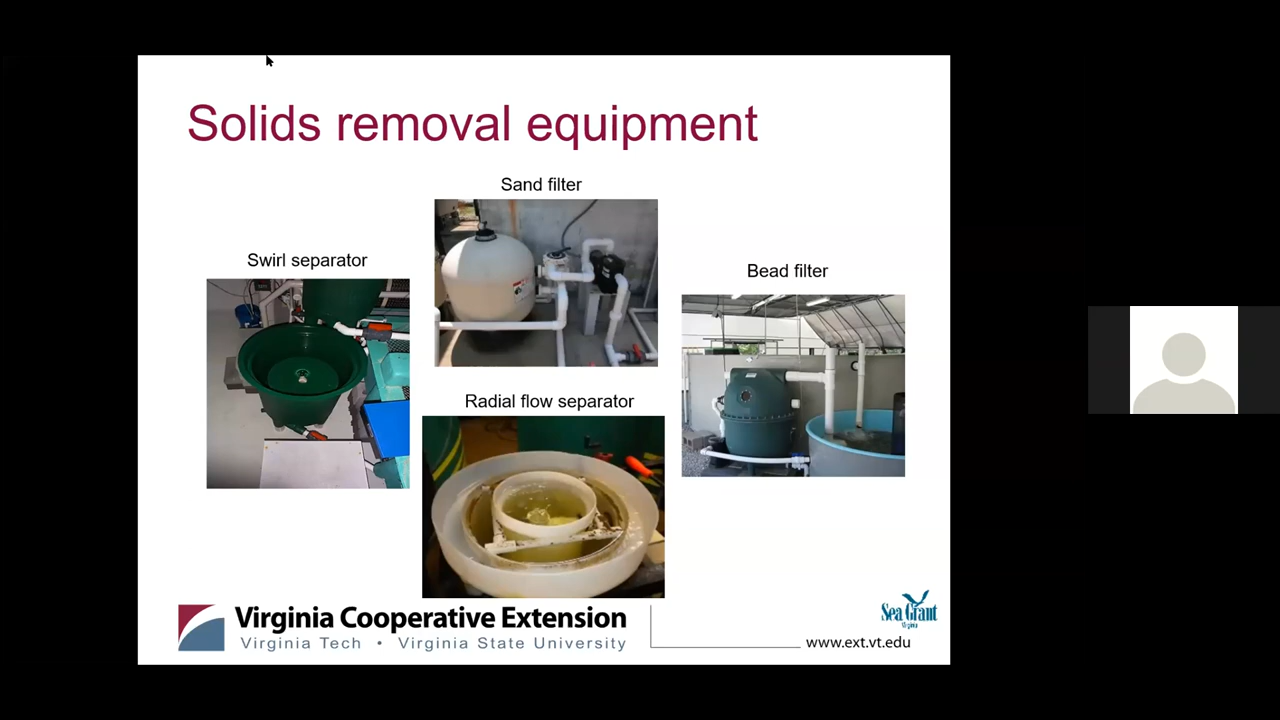 Solids removal equipment
Sand filter
Swirl separator
Bead filter
Radial flow separator
Virginia Cooperative Extension
Virginia Tech • Virginia State University
Sea Grant
Virginia
www.ext.vt.edu